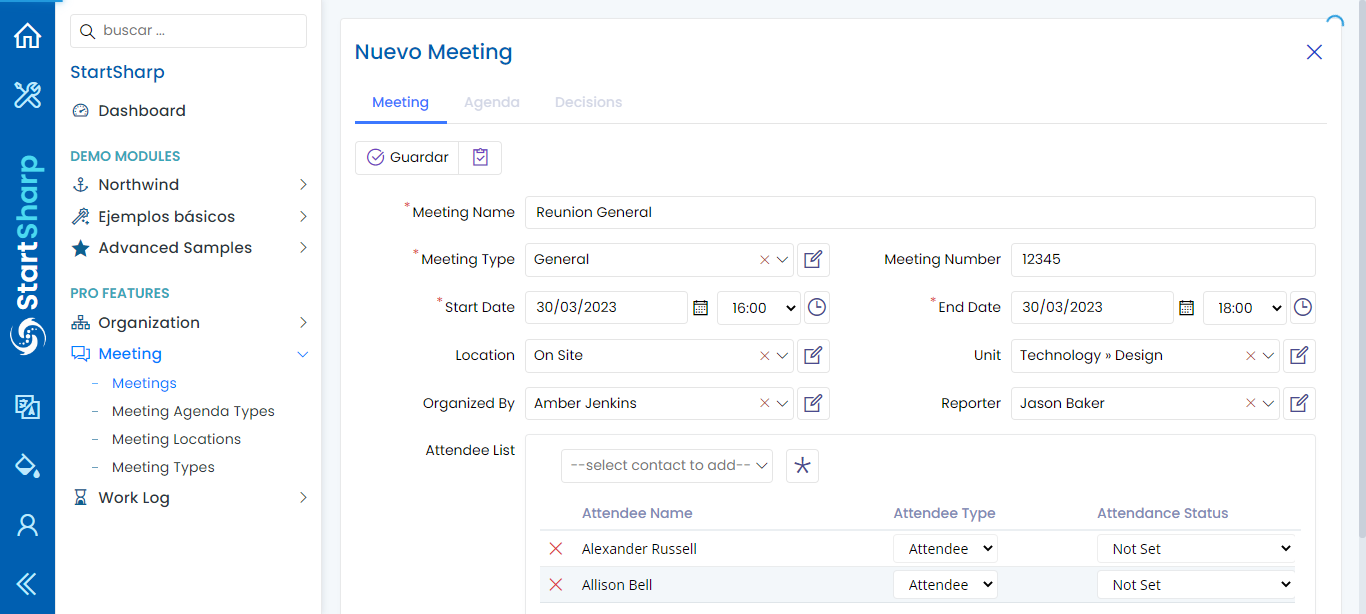 StartSharp
buscar ...
StartSharp
Dashboard
DEMO MODULES
Northwind
Ejemplos básicos
Advanced Samples
PRO FEATURES
Organization
Meeting
– Meetings
– Meeting Agenda Types
– Meeting Locations
– Meeting Types
Work Log
Nuevo Meeting
Meeting Agenda Decisions
Guardar
*Meeting Name Reunion General
*Meeting Type General Meeting Number 12345
*Start Date 30/03/2023 16:00 *End Date 30/03/2023 18:00
Location On Site Unit Technology » Design
Organized By Amber Jenkins Reporter Jason Baker
Attendee List
--select contact to add--
Attendee Name Attendee Type Attendance Status
Alexander Russell Attendee Not Set
Allison Bell Attendee Not Set